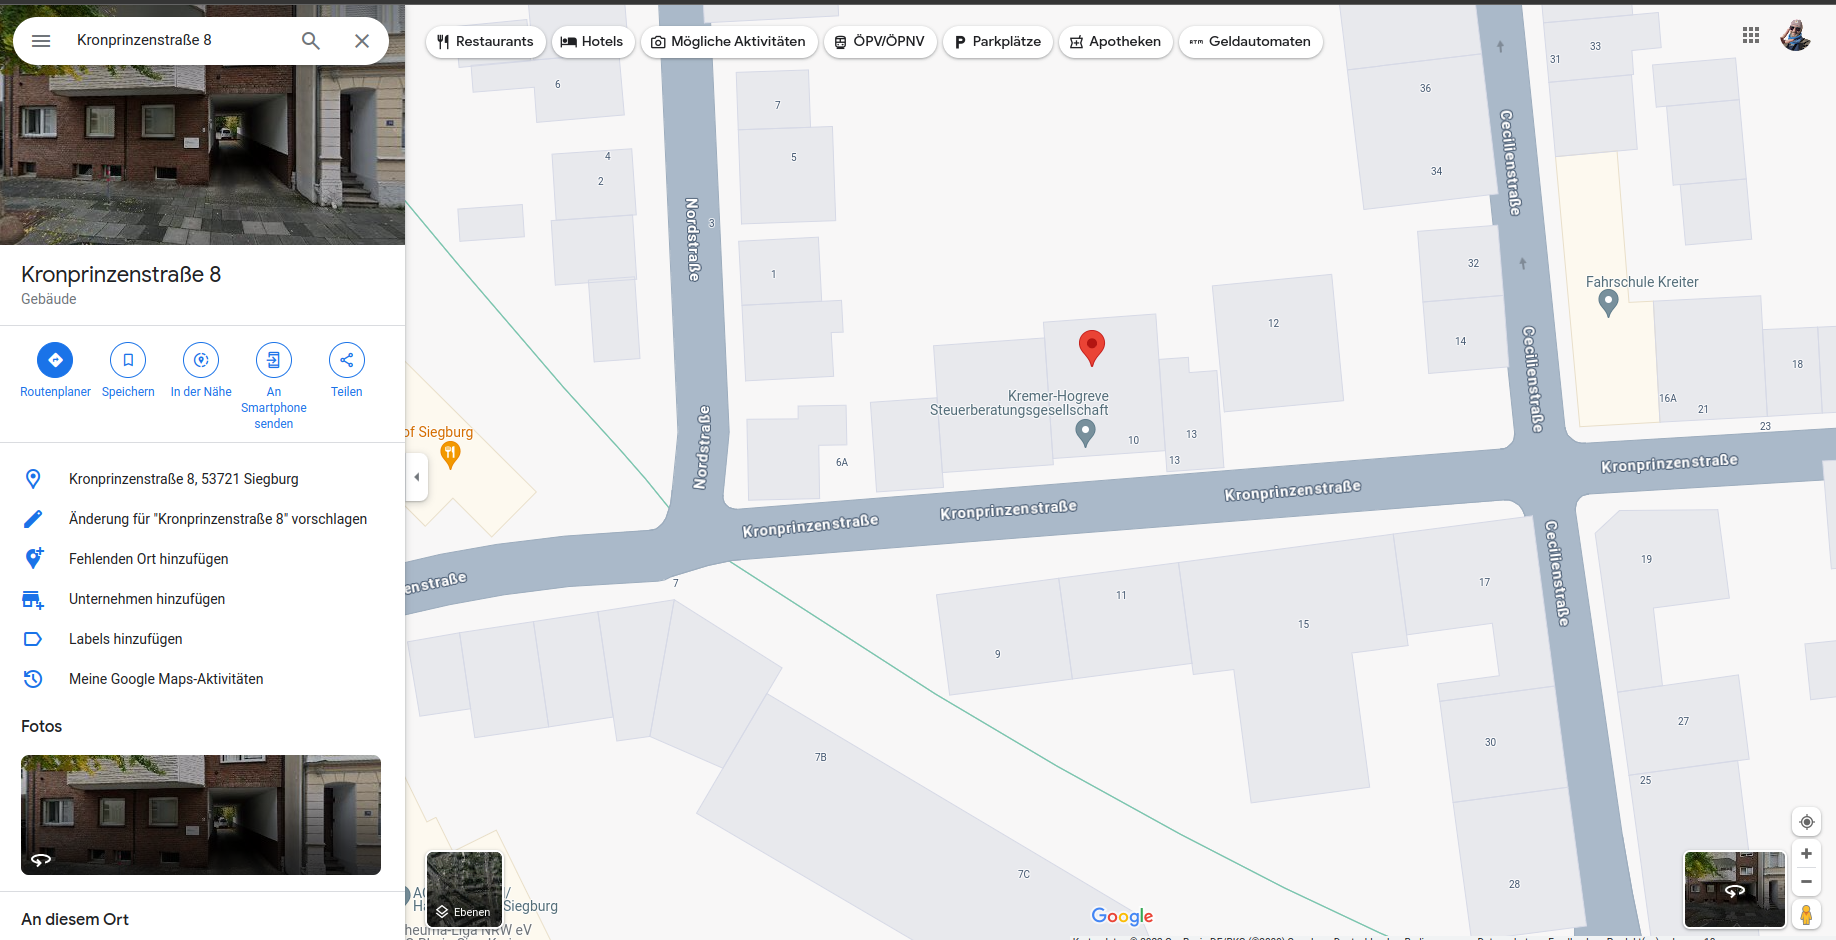 Kronprinzenstraße 8
Restaurants
Hotels
Mögliche Aktivitäten
ÖPV/ÖPNV
Parkplätze
Apotheken
Geldautomaten
Kronprinzenstraße 8
Gebäude
Routenplaner
Speichern
In der Nähe
An
Smartphone
senden
Teilen
Kronprinzenstraße 8, 53721 Siegburg
Änderung für "Kronprinzenstraße 8" vorschlagen
Fehlenden Ort hinzufügen
Unternehmen hinzufügen
Labels hinzufügen
Meine Google Maps-Aktivitäten
Fotos
An diesem Ort
6
7
5
4
2
3
1
Nordstraße
Nordstraße
36
34
31
33
Cecilienstraße
32
14
Cecilienstraße
Fahrschule Kreiter
12
Kremer-Hogreve
Steuerberatungsgesellschaft
10
13
13
6A
of Siegburg
16A
21
18
23
Kronprinzenstraße
Kronprinzenstraße
Kronprinzenstraße
Kronprinzenstraße
enstraße
7
11
9
15
17
19
Cecilienstraße
27
25
30
28
7B
7C
Siegburg
heuma-Liga NRW eV
Ebenen
Google